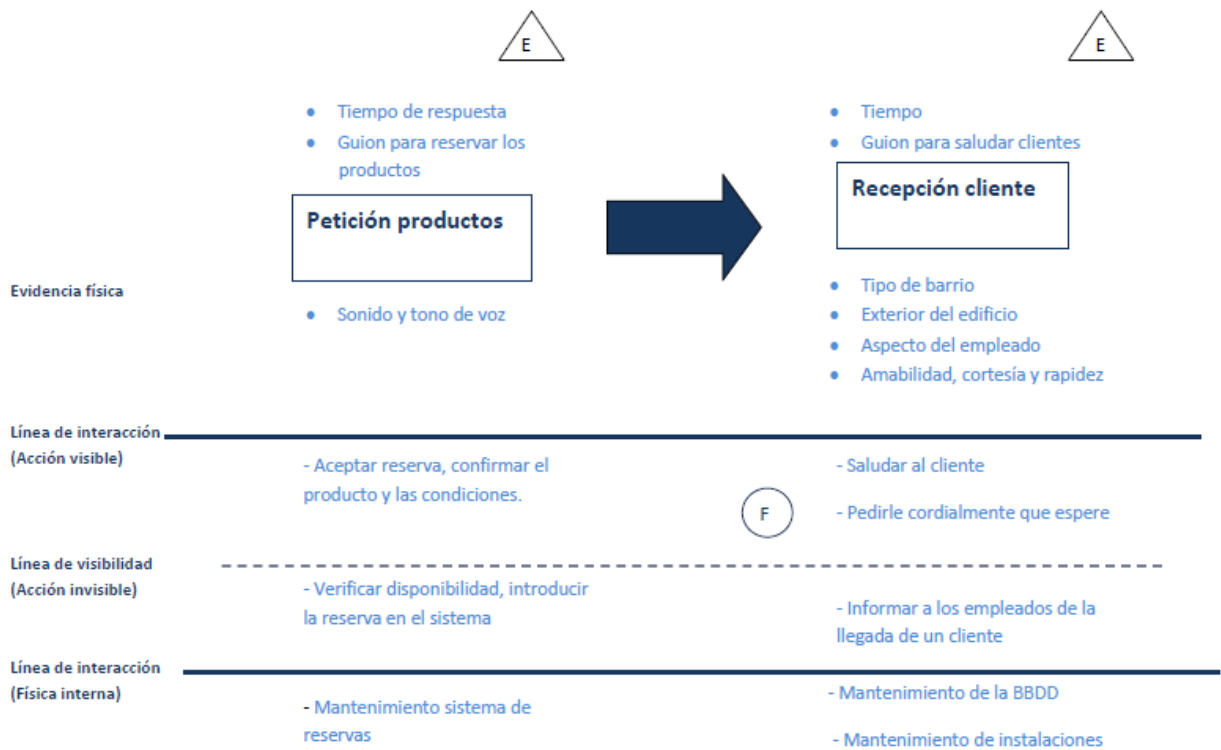 E
E
● Tiempo de respuesta
● Guion para reservar los
productos
● Tiempo
● Guion para saludar clientes
Petición productos
Recepción cliente
Evidencia física
● Sonido y tono de voz
● Tipo de barrio
● Exterior del edificio
● Aspecto del empleado
● Amabilidad, cortesía y rapidez
Línea de interacción
(Acción visible)
- Aceptar reserva, confirmar el
producto y las condiciones.
F
- Saludar al cliente
- Pedirle cordialmente que espere
Línea de visibilidad
(Acción invisible)
- Verificar disponibilidad, introducir
la reserva en el sistema
- Informar a los empleados de la
llegada de un cliente
Línea de interacción
(Física interna)
- Mantenimiento sistema de
reservas
- Mantenimiento de la BBDD
- Mantenimiento de instalaciones